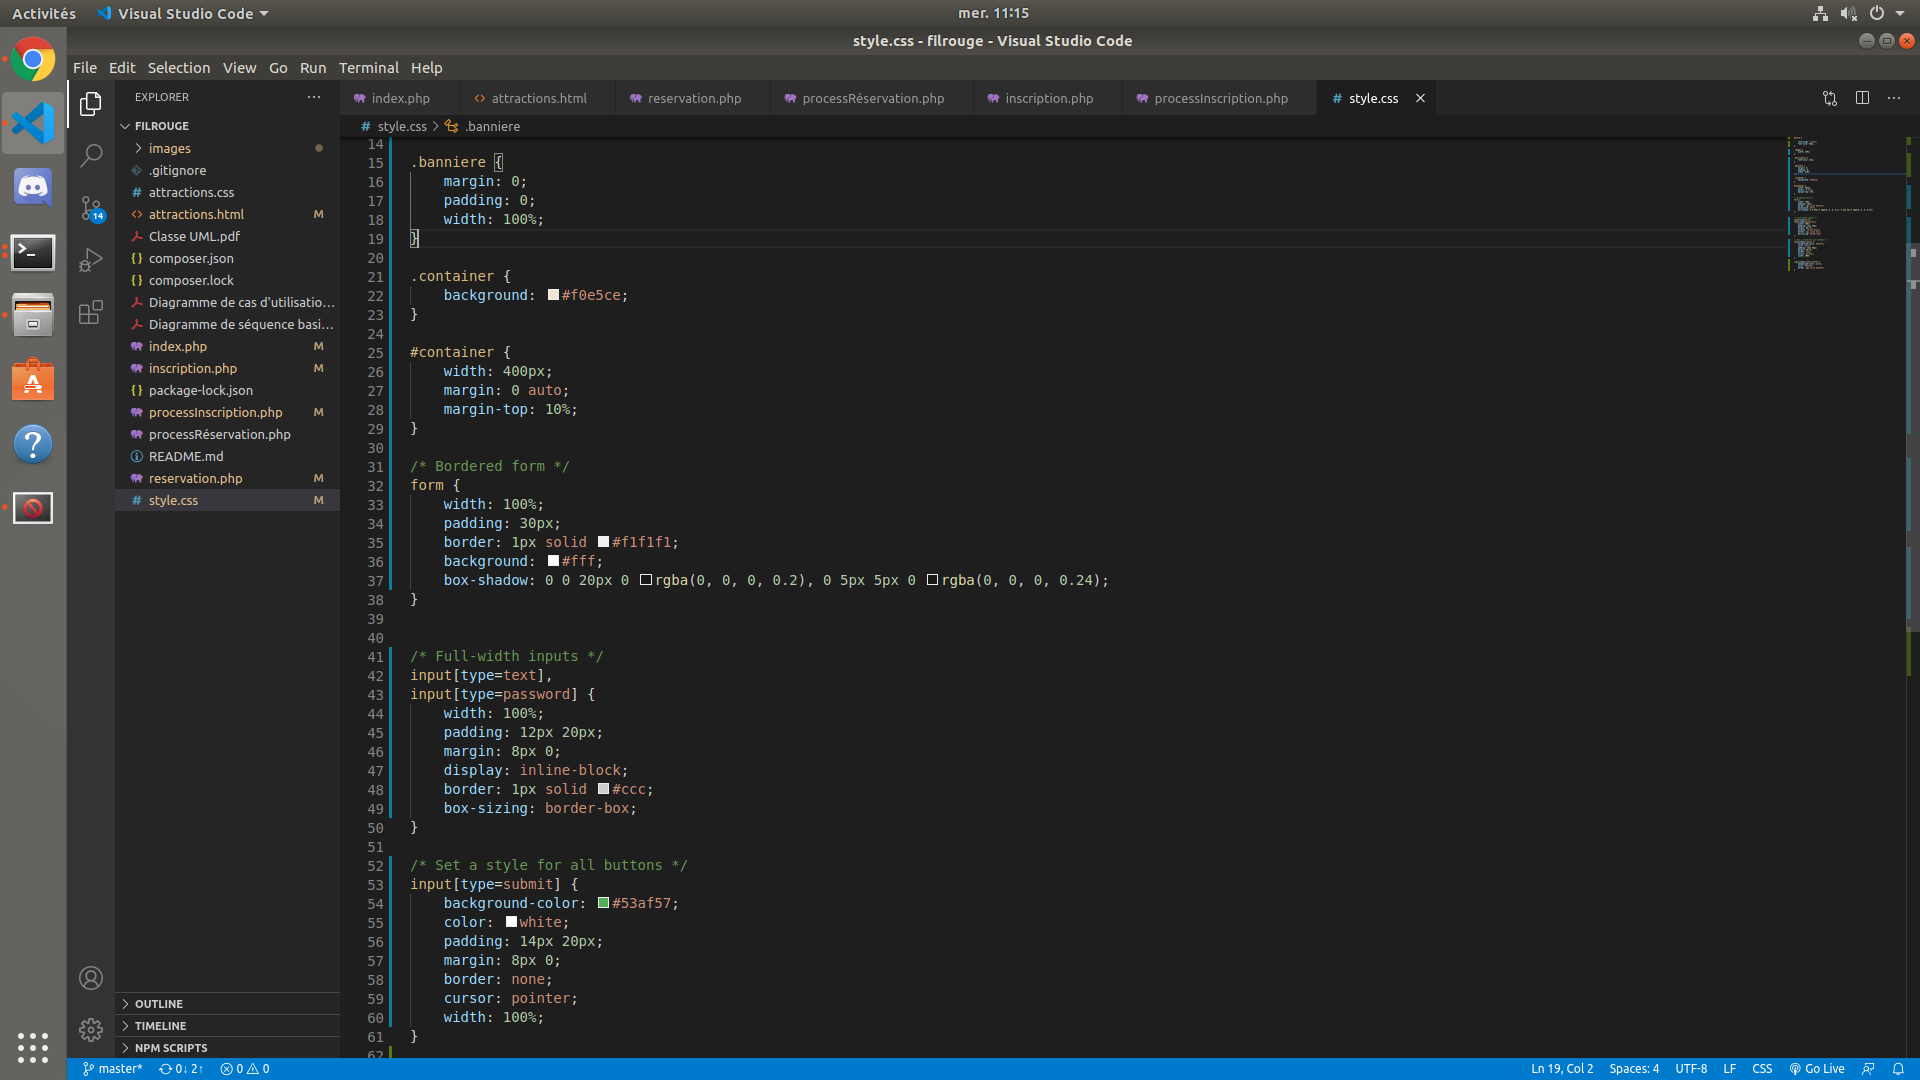 Activités
Visual Studio Code
mer. 11:15
style.css - filrouge - Visual Studio Code
File Edit Selection View Go Run Terminal Help
EXPLORER
FILROUGE
images
.gitignore
# attractions.css
<> attractions.html M
Classe UML.pdf
{} composer.json
{} composer.lock
Diagramme de cas d'utilisatio...
Diagramme de séquence basi...
index.php M
inscription.php M
{} package-lock.json
processInscription.php M
processRéservation.php
README.md
reservation.php M
# style.css M
14
OUTLINE
TIMELINE
NPM SCRIPTS
index.php
<> attractions.html
reservation.php
processRéservation.php
inscription.php
processInscription.php
# style.css
# style.css > .banniere
14
15 .banniere {
16 margin: 0;
17 padding: 0;
18 width: 100%;
19 }
20
21 .container {
22 background: #f0e5ce;
23 }
24
25 #container {
26 width: 400px;
27 margin: 0 auto;
28 margin-top: 10%;
29 }
30
31 /* Bordered form */
32 form {
33 width: 100%;
34 padding: 30px;
35 border: 1px solid #f1f1f1;
36 background: #fff;
37 box-shadow: 0 0 20px 0 rgba(0, 0, 0, 0.2), 0 5px 5px 0 rgba(0, 0, 0, 0.24);
38 }
39
40
41 /* Full-width inputs */
42 input[type=text],
43 input[type=password] {
44 width: 100%;
45 padding: 12px 20px;
46 margin: 8px 0;
47 display: inline-block;
48 border: 1px solid #ccc;
49 box-sizing: border-box;
50 }
51
52 /* Set a style for all buttons */
53 input[type=submit] {
54 background-color: #53af57;
55 color: white;
56 padding: 14px 20px;
57 margin: 8px 0;
58 border: none;
59 cursor: pointer;
60 width: 100%;
61 }
62
master* 0↓ 2↑ 0 0
Ln 19, Col 2 Spaces: 4 UTF-8 LF CSS Go Live